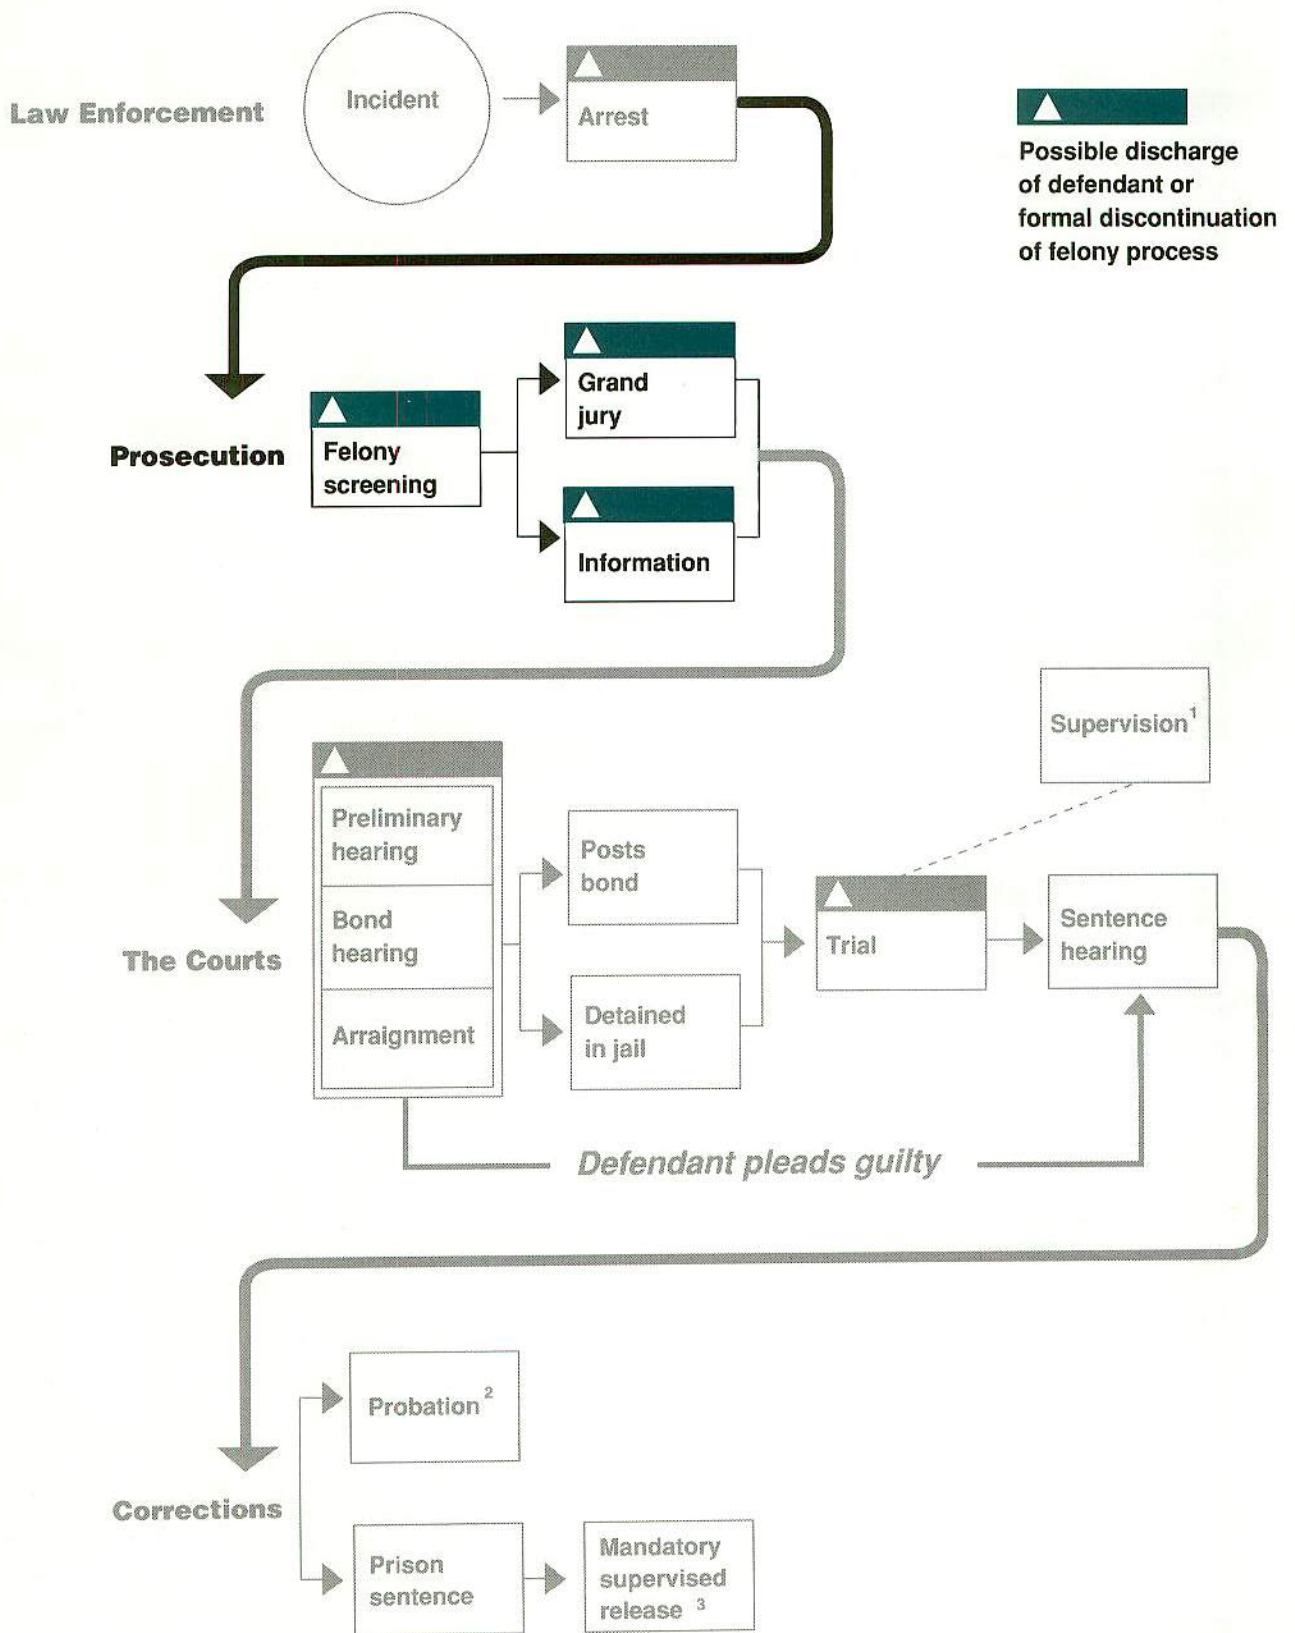 Law Enforcement
Incident
Arrest
Possible discharge
of defendant or
formal discontinuation
of felony process
Prosecution
Felony
screening
Grand
jury
Information
Supervision¹
The Courts
Preliminary
hearing
Bond
hearing
Arraignment
Posts
bond
Detained
in jail
Trial
Sentence
hearing
Defendant pleads guilty
Corrections
Probation²
Prison
sentence
Mandatory
supervised
release ³